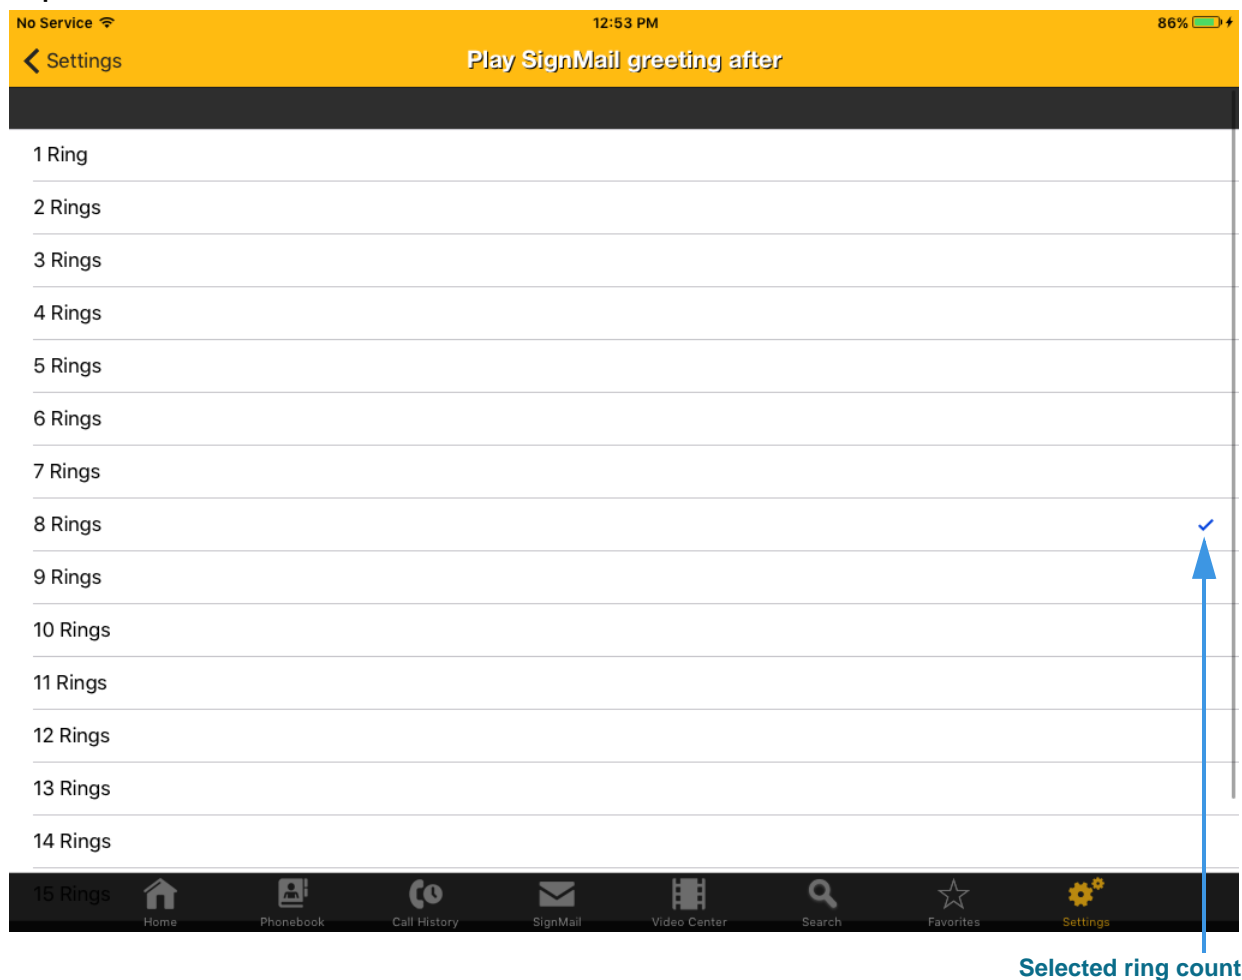 No Service 12:53 PM 86%
Settings Play SignMail greeting after
1 Ring
2 Rings
3 Rings
4 Rings
5 Rings
6 Rings
7 Rings
8 Rings
9 Rings
10 Rings
11 Rings
12 Rings
13 Rings
14 Rings
15 Rings
Home Phonebook Call History SignMail Video Center Search Favorites Settings
Selected ring count